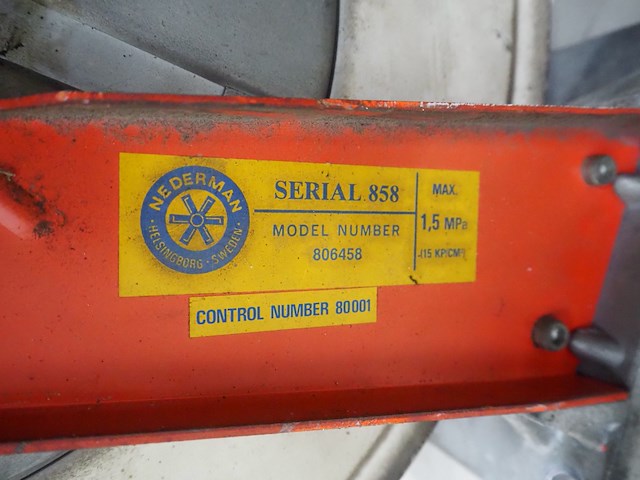 NEDERMAN
HELSINGBORG · SWEDEN ·
SERIAL 858
MODEL NUMBER
806458
MAX.
1,5 MPa
(15 KP/CM²)
CONTROL NUMBER 80001